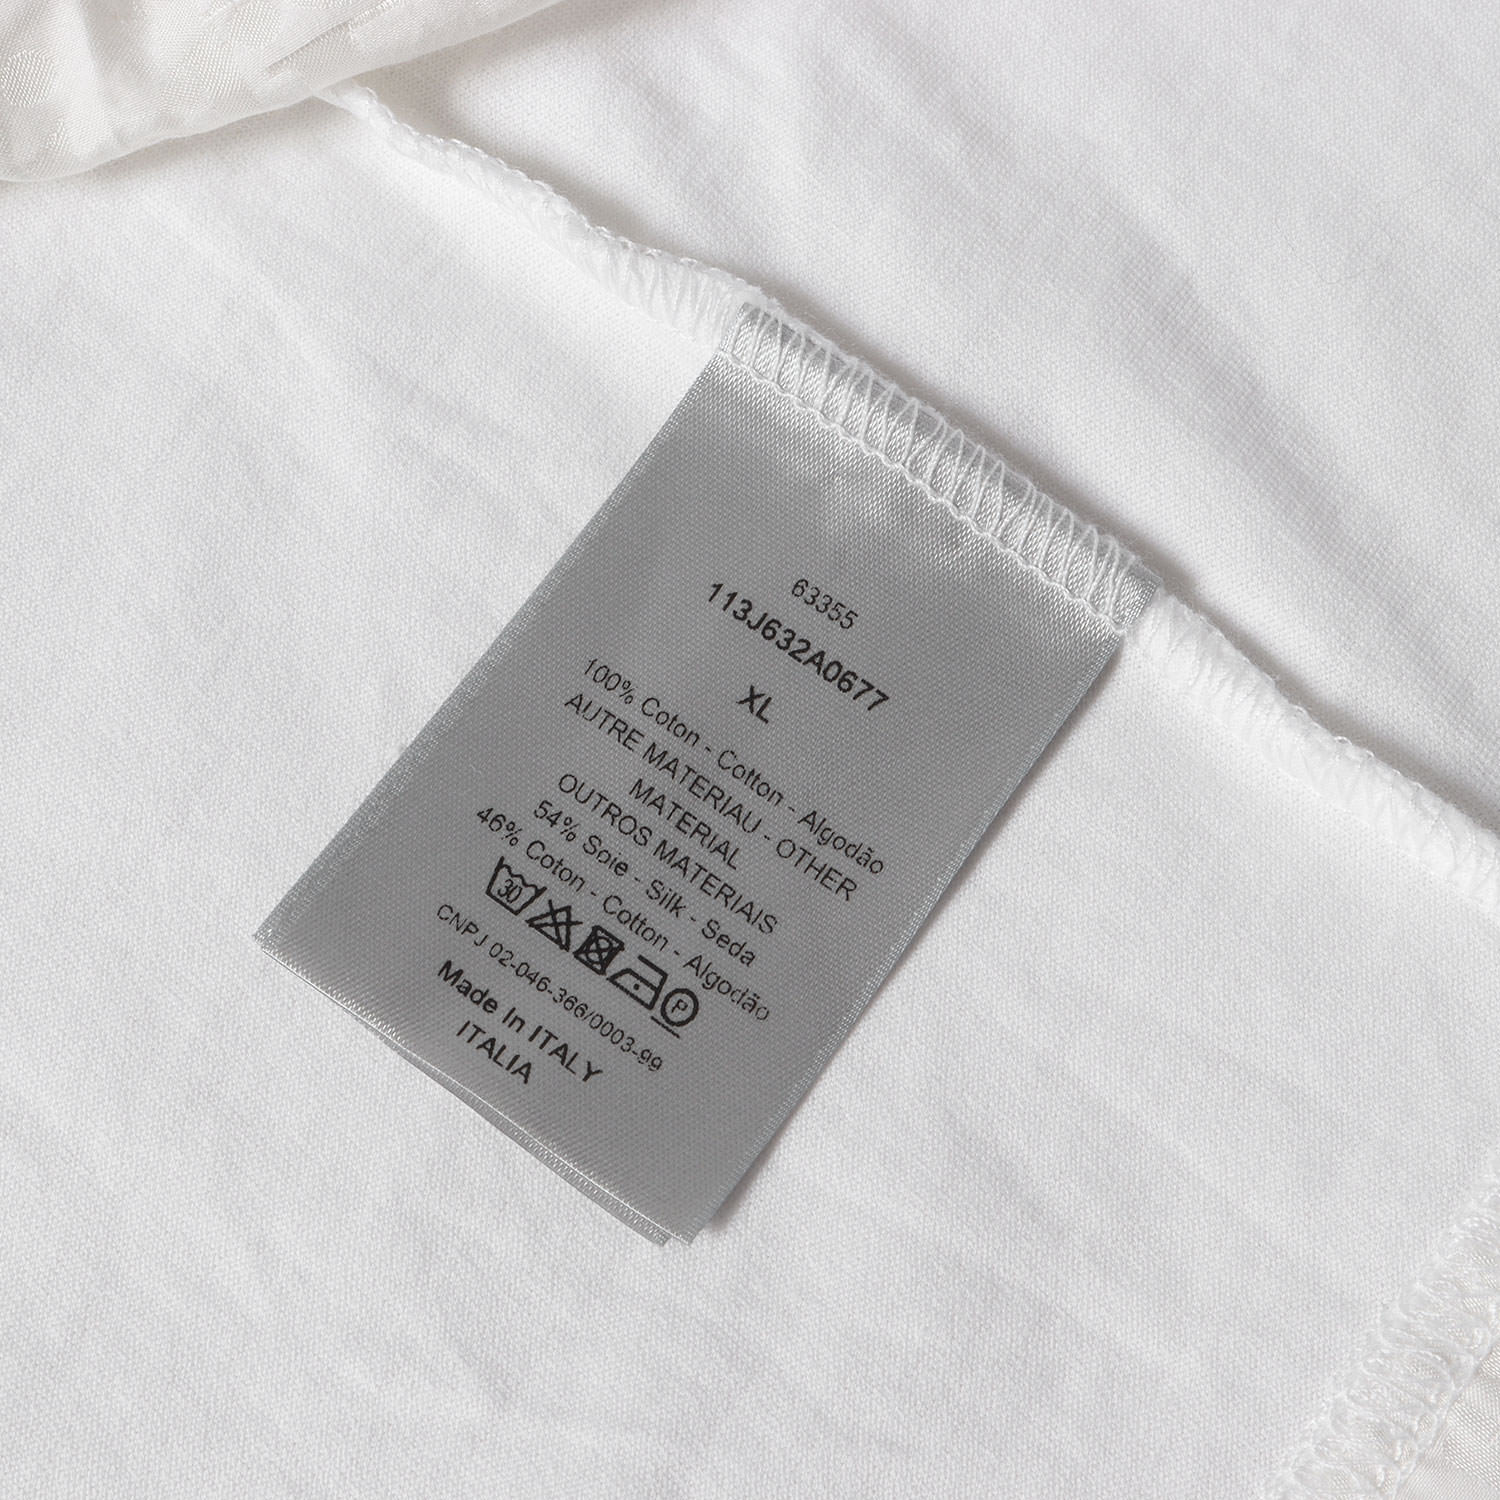 63355
113J632A0677
XL
100% Coton - Cotton - Algodão
AUTRE MATERIAU - OTHER
MATERIAL
OUTROS MATERIAIS
54% Soie - Silk - Seda
46% Coton - Cotton - Algodão
30 P
CNPJ 02-046-366/0003-99
Made In ITALY
ITALIA